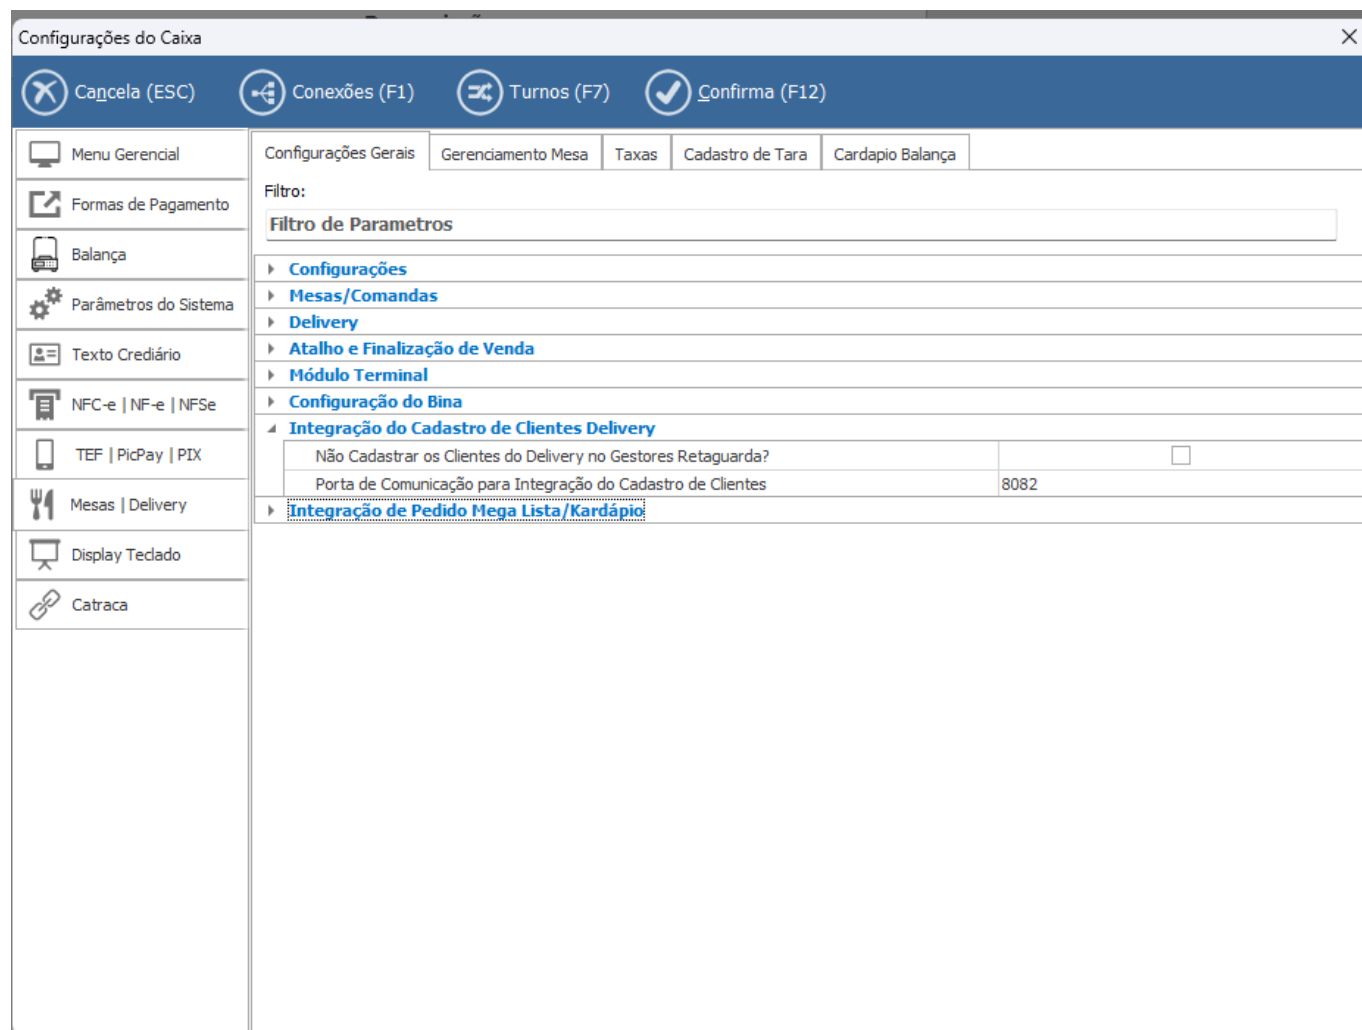 Configurações do Caixa
Cancela (ESC)
Conexões (F1)
Turnos (F7)
Confirma (F12)
Menu Gerencial
Formas de Pagamento
Balança
Parâmetros do Sistema
Texto Crediário
NFC-e | NF-e | NFSe
TEF | PicPay | PIX
Mesas | Delivery
Display Teclado
Catraca
Configurações Gerais
Gerenciamento Mesa
Taxas
Cadastro de Tara
Cardapio Balança
Filtro:
Filtro de Parametros
Configurações
Mesas/Comandas
Delivery
Atalho e Finalização de Venda
Módulo Terminal
Configuração do Bina
Integração do Cadastro de Clientes Delivery
Não Cadastrar os Clientes do Delivery no Gestores Retaguarda?
Porta de Comunicação para Integração do Cadastro de Clientes 8082
Integração de Pedido Mega Lista/Kardápio